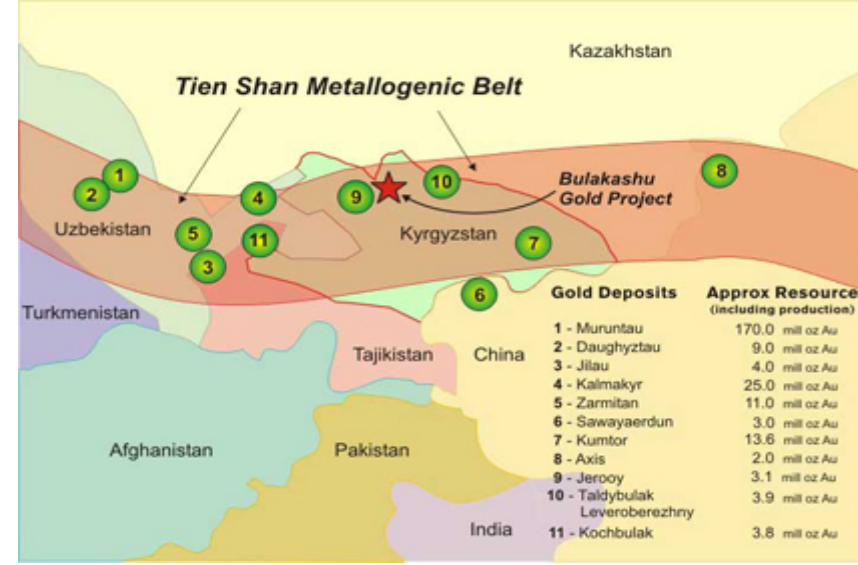 Kazakhstan
Tien Shan Metallogenic Belt
1
2
4
9
10
8
Bulakashu
Gold Project
Uzbekistan
5
11
Kyrgyzstan
7
3
6
Turkmenistan
Tajikistan
China
Afghanistan
Pakistan
India
Gold Deposits Approx Resource
(including production)
1 - Muruntau 170.0 mill oz Au
2 - Daughyztau 9.0 mill oz Au
3 - Jilau 4.0 mill oz Au
4 - Kalmakyr 25.0 mill oz Au
5 - Zarmitan 11.0 mill oz Au
6 - Sawayaerdun 3.0 mill oz Au
7 - Kumtor 13.6 mill oz Au
8 - Axis 2.0 mill oz Au
9 - Jerooy 3.1 mill oz Au
10 - Taldybulak 3.9 mill oz Au
Leveroberezhny
11 - Kochbulak 3.8 mill oz Au